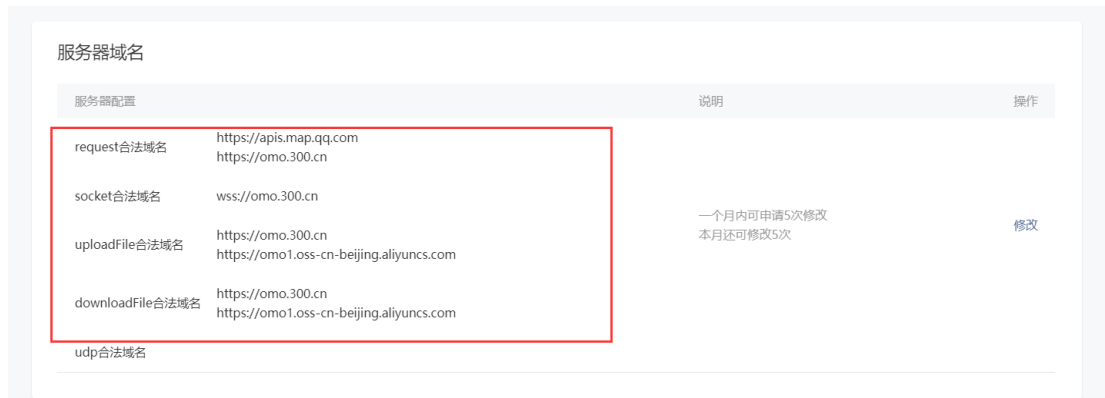 服务器域名
服务器配置 说明 操作
request合法域名 https://apis.map.qq.com
https://omo.300.cn
socket合法域名 wss://omo.300.cn
一个月内可申请5次修改
本月还可修改5次
修改
uploadFile合法域名 https://omo.300.cn
https://omo1.oss-cn-beijing.aliyuncs.com
downloadFile合法域名 https://omo.300.cn
https://omo1.oss-cn-beijing.aliyuncs.com
udp合法域名